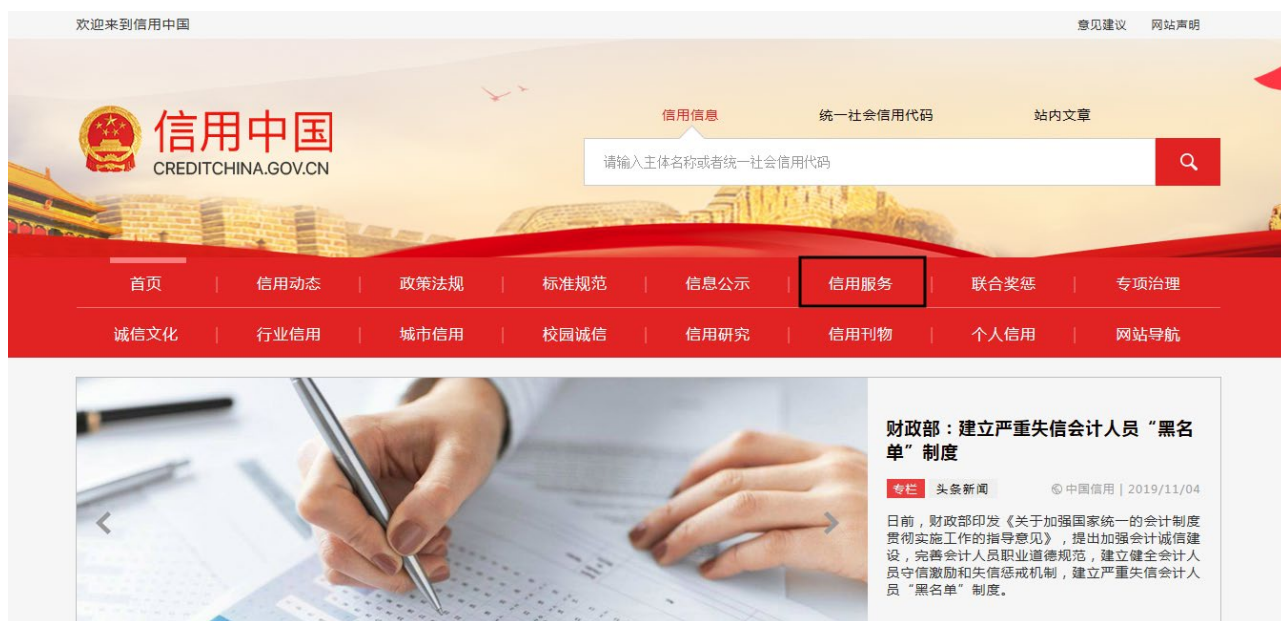 欢迎来到信用中国
意见建议 网站声明
信用中国
CREDITCHINA.GOV.CN
信用信息 统一社会信用代码 站内文章
请输入主体名称或者统一社会信用代码
首页 | 信用动态 | 政策法规 | 标准规范 | 信息公示 | 信用服务 | 联合奖惩 | 专项治理
诚信文化 | 行业信用 | 城市信用 | 校园诚信 | 信用研究 | 信用刊物 | 个人信用 | 网站导航
财政部：建立严重失信会计人员“黑名
单”制度
专栏 头条新闻 中国信用 | 2019/11/04
日前，财政部印发《关于加强国家统一的会计制度
贯彻实施工作的指导意见》，提出加强会计诚信建
设，完善会计人员职业道德规范，建立健全会计人
员守信激励和失信惩戒机制，建立严重失信会计人
员“黑名单”制度。